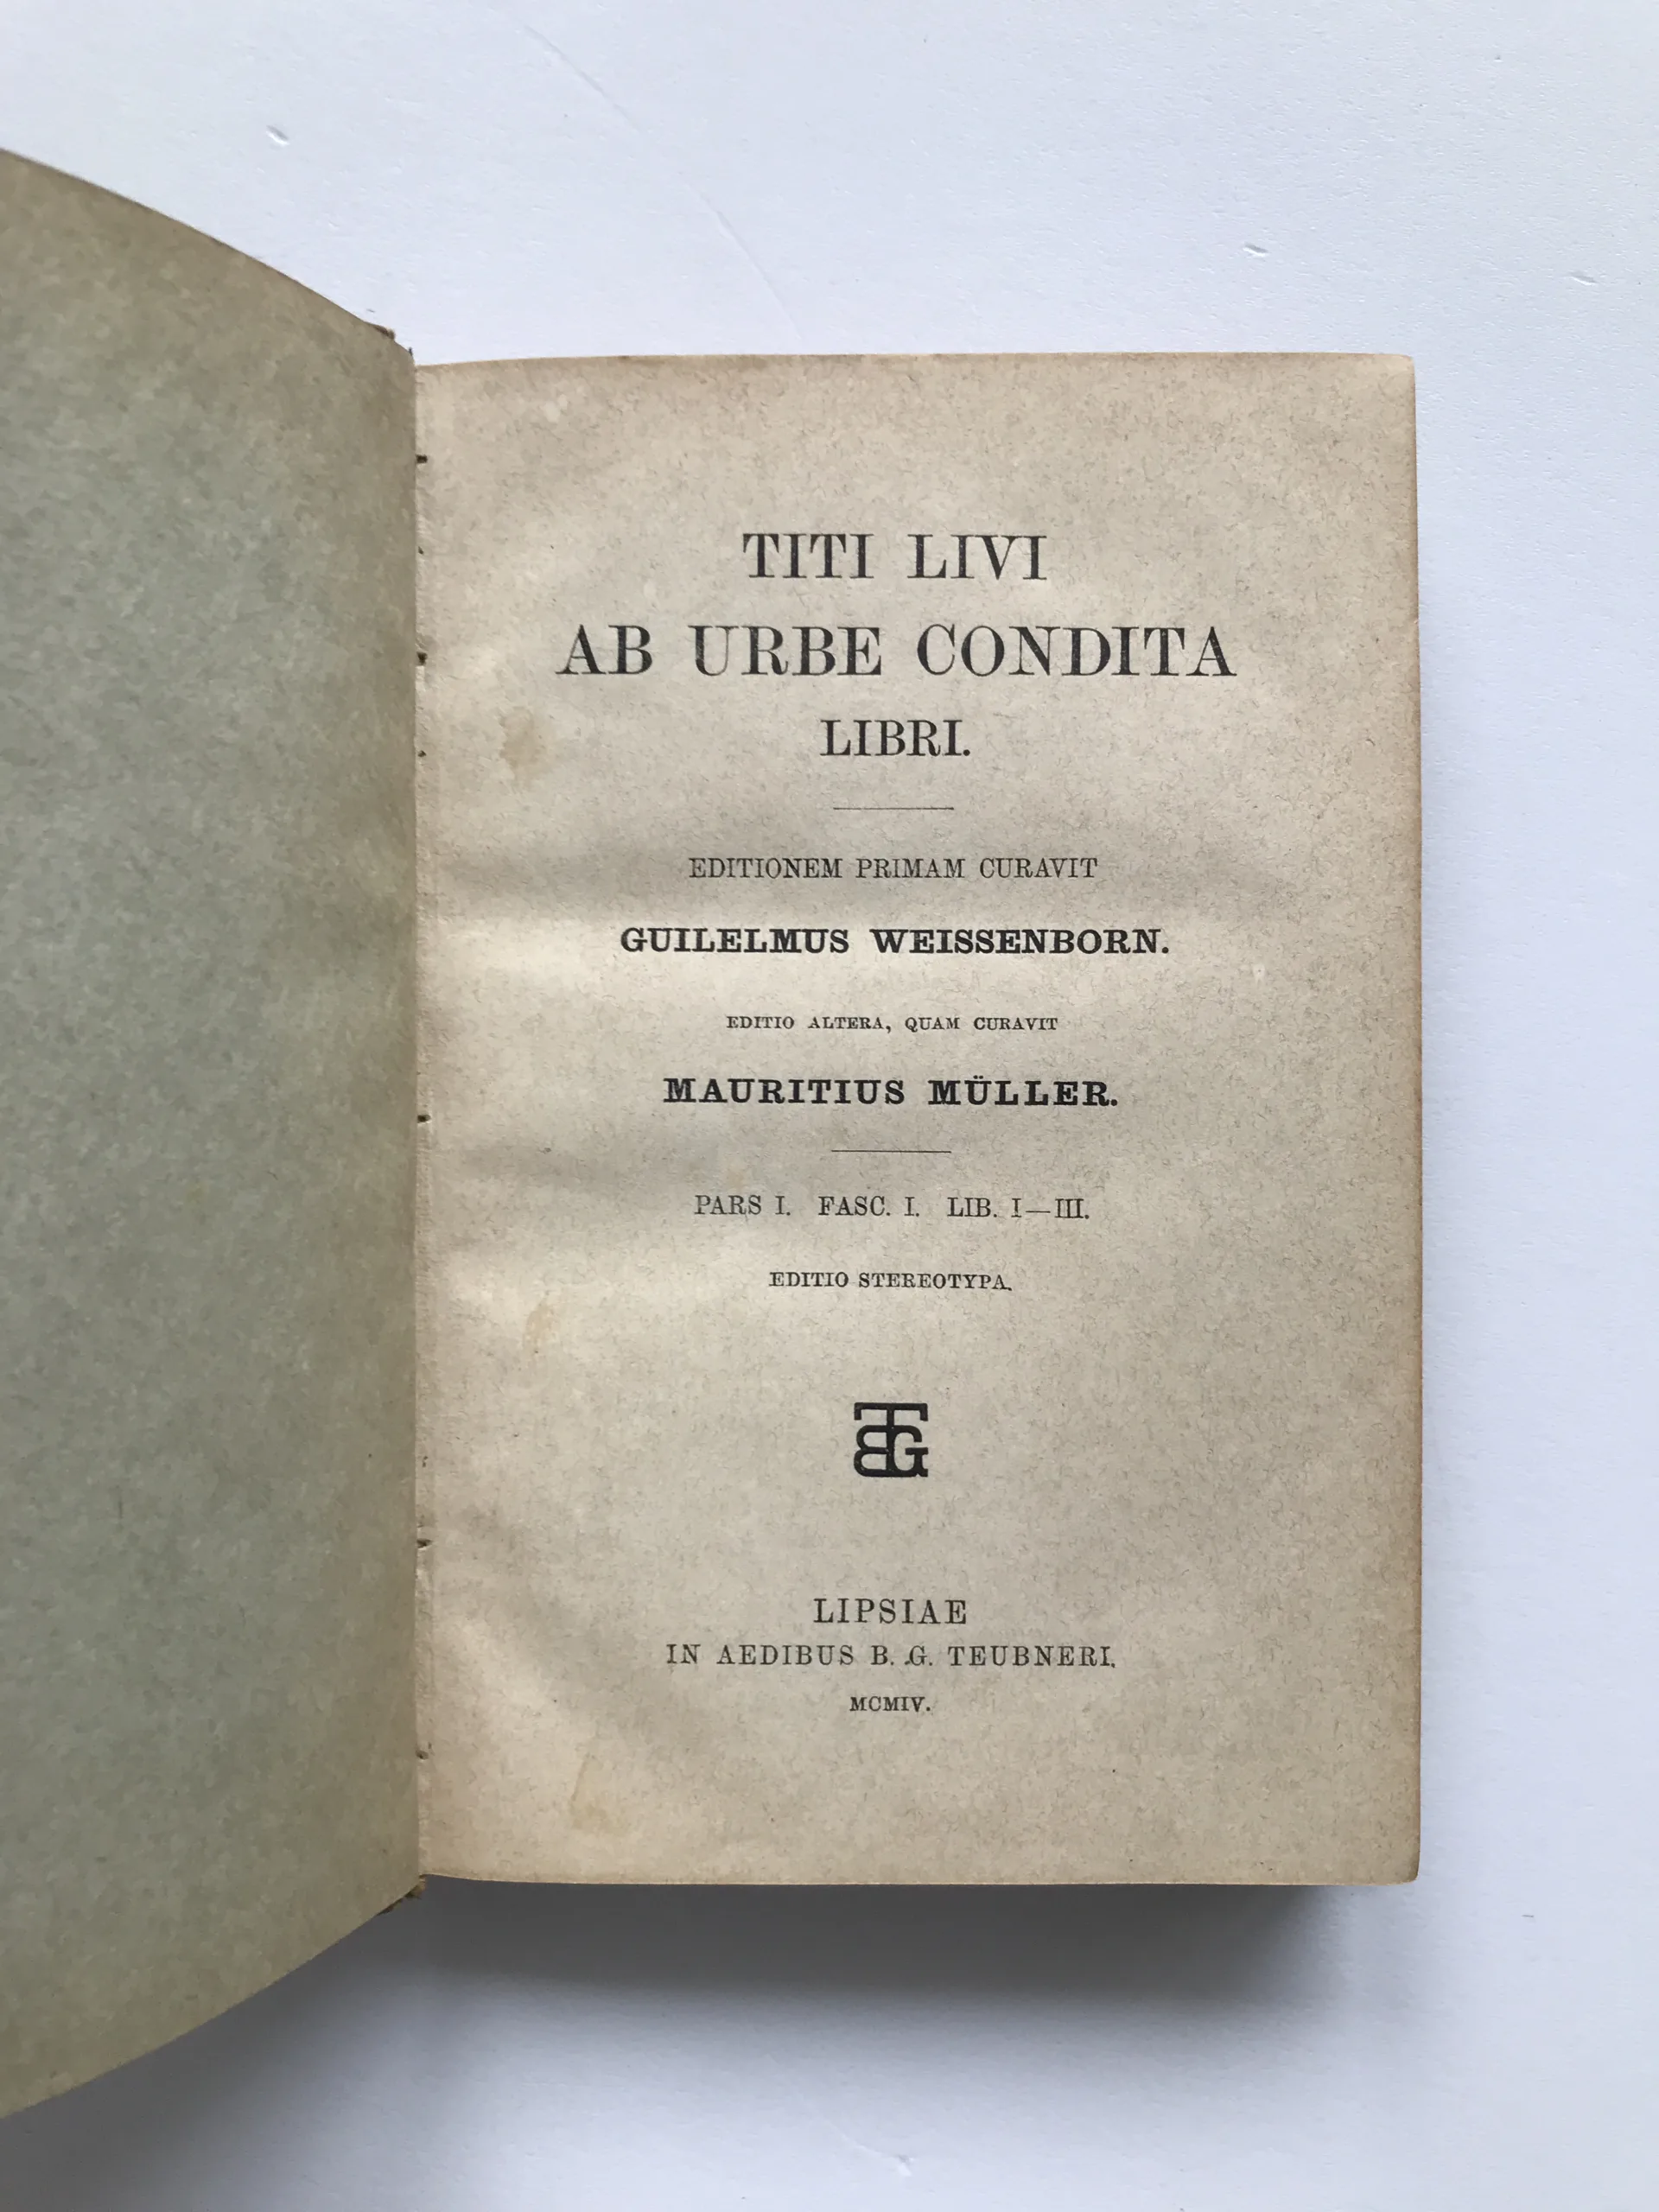 TITI LIVI
AB URBE CONDITA
LIBRI.
EDITIONEM PRIMAM CURAVIT
GUILELMUS WEISSENBORN.
EDITIO ALTERA, QUAM CURAVIT
MAURITIUS MÜLLER.
PARS I. FASC. I. LIB. I—III.
EDITIO STEREOTYPA.
BTG
LIPSIAE
IN AEDIBUS B. G. TEUBNERI.
MCMIV.